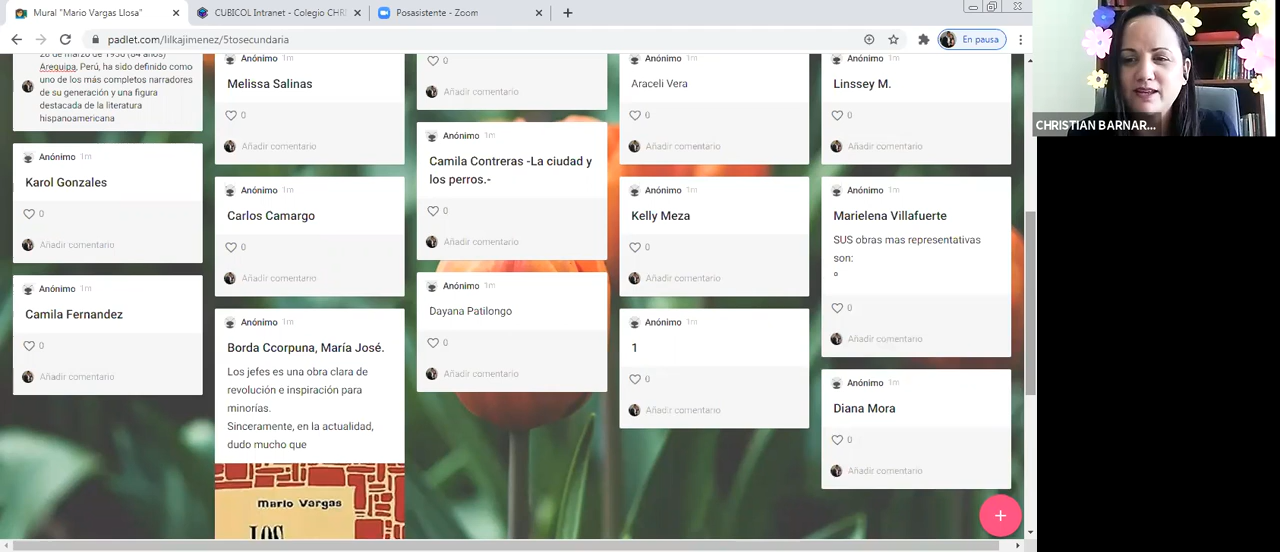 Mural "Mario Vargas Llosa"
CUBICOL Intranet - Colegio CHRI
Posasistente - Zoom
padlet.com/lilkajimenez/5tosecundaria
En pausa
Arequipa, Perú, ha sido definido como
uno de los más completos narradores
de su generación y una figura
destacada de la literatura
hispanoamericana
Anónimo 1m
Karol Gonzales
0
Añadir comentario
Anónimo 1m
Camila Fernandez
0
Añadir comentario
Anónimo 1m
Melissa Salinas
0
Añadir comentario
Anónimo 1m
Carlos Camargo
0
Añadir comentario
Anónimo 1m
Borda Ccorpuna, María José.
Los jefes es una obra clara de
revolución e inspiración para
minorías.
Sinceramente, en la actualidad,
dudo mucho que
Mario Vargas
LOS
0
Añadir comentario
Anónimo 1m
Camila Contreras -La ciudad y
los perros.-
0
Añadir comentario
Anónimo 1m
Dayana Patilongo
0
Añadir comentario
Anónimo 1m
Araceli Vera
0
Añadir comentario
Anónimo 1m
Kelly Meza
0
Añadir comentario
Anónimo 1m
1
0
Añadir comentario
Anónimo 1m
Linssey M.
0
Añadir comentario
Anónimo 1m
Marielena Villafuerte
SUS obras mas representativas
son:
°
0
Añadir comentario
Anónimo 1m
Diana Mora
0
Añadir comentario
CHRISTIAN BARNAR...